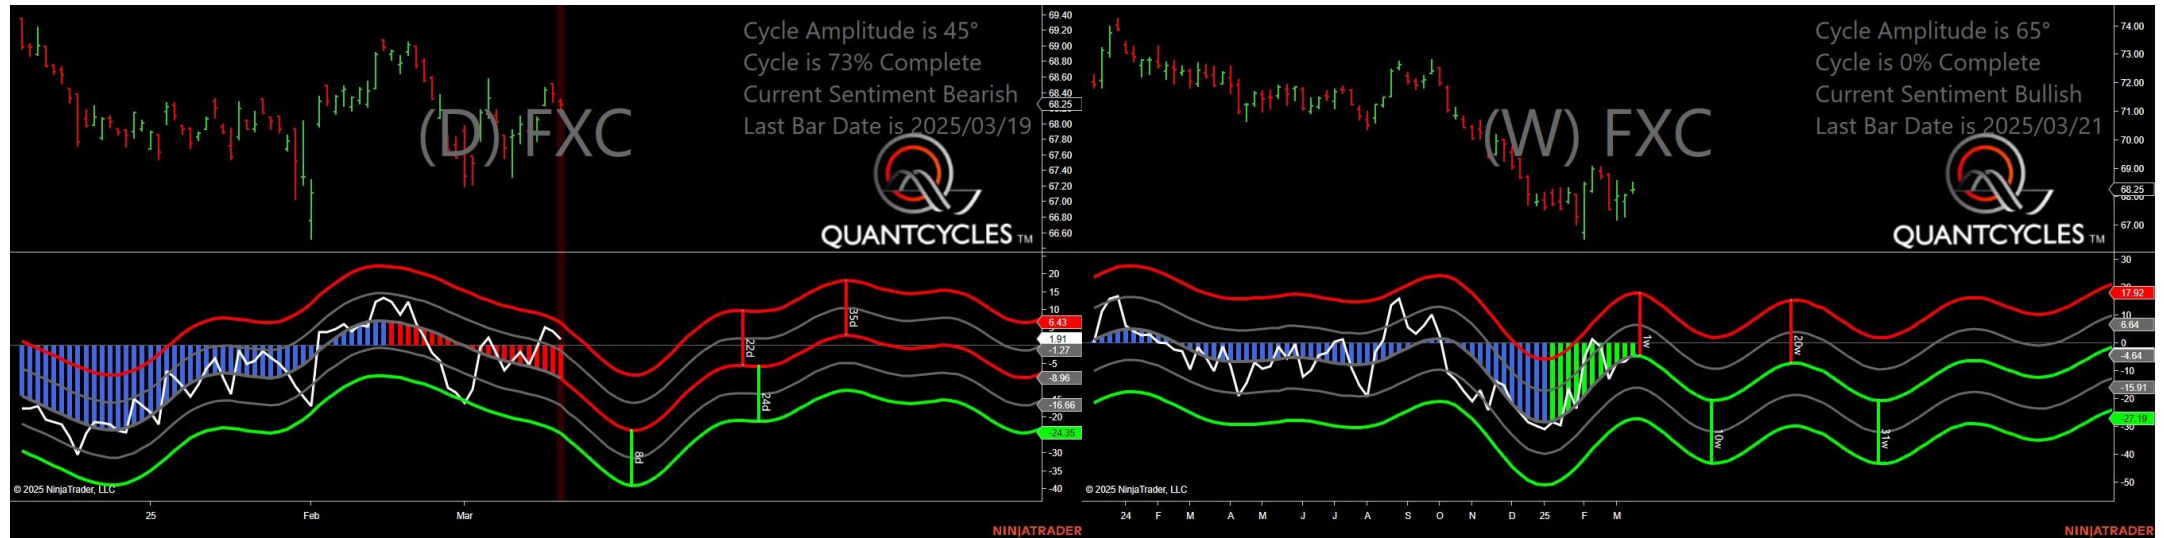 Cycle Amplitude is 45°
Cycle is 73% Complete
Current Sentiment Bearish
Last Bar Date is 2025/03/19
(D) FXC
QUANTCYCLES TM
69.40
69.20
69.00
68.80
68.60
68.40
68.25
68.00
67.80
67.60
67.40
67.20
67.00
66.80
66.60
20
15
10
6.43
1.91
-1.27
-5
-8.96
-16.66
-20
-24.35
-30
-35
-40
22d
35d
24d
8d
© 2025 NinjaTrader, LLC
25
Feb
Mar
NINJATRADER
Cycle Amplitude is 65°
Cycle is 0% Complete
Current Sentiment Bullish
Last Bar Date is 2025/03/21
(W) FXC
QUANTCYCLES TM
74.00
73.00
72.00
71.00
70.00
69.00
68.25
68.00
67.00
30
17.92
10
6.64
0
-4.64
-10
-15.91
-20
-27.19
-30
-40
-50
1w
20w
10w
31w
© 2025 NinjaTrader, LLC
24 F M A M J J A S O N D 25 F M
NINJATRADER